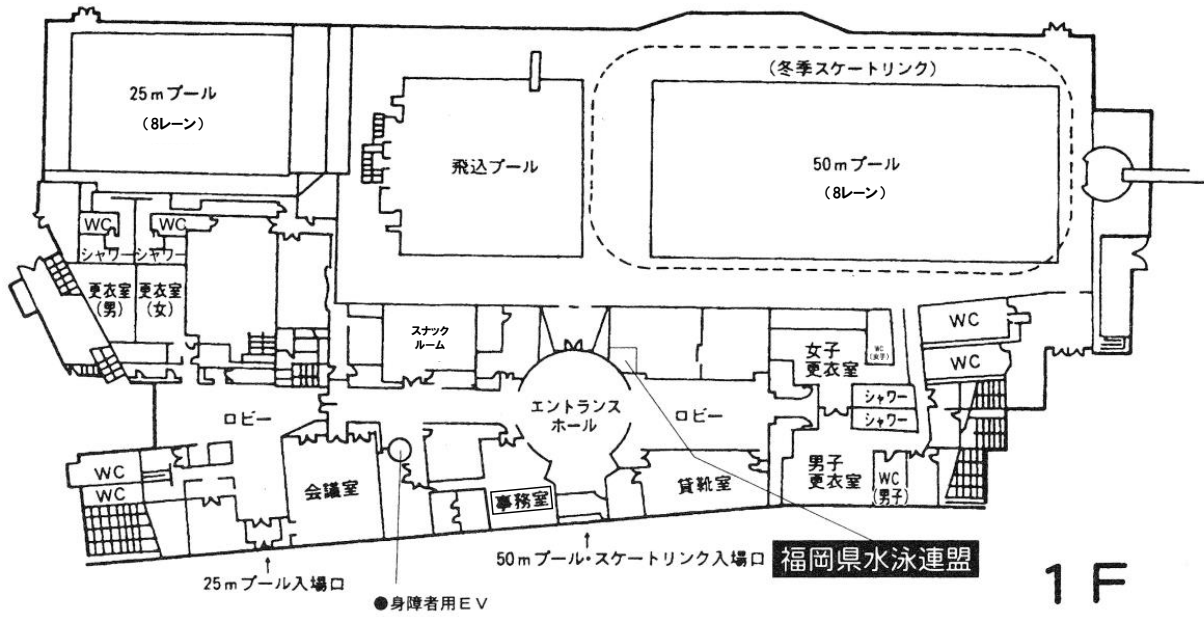 (冬季スケートリンク)
25mプール
(8レーン)
飛込プール
50mプール
(8レーン)
WC
WC
シャワー
シャワー
更衣室
(男)
更衣室
(女)
スナック
ルーム
女子
更衣室
WC
(女子)
WC
WC
シャワー
シャワー
ロビー
エントランス
ホール
ロビー
WC
WC
会議室
事務室
貸靴室
男子
更衣室
WC
(男子)
↑
25mプール入場口
↑
50mプール・スケートリンク入場口
福岡県水泳連盟
●身障者用EV
1F